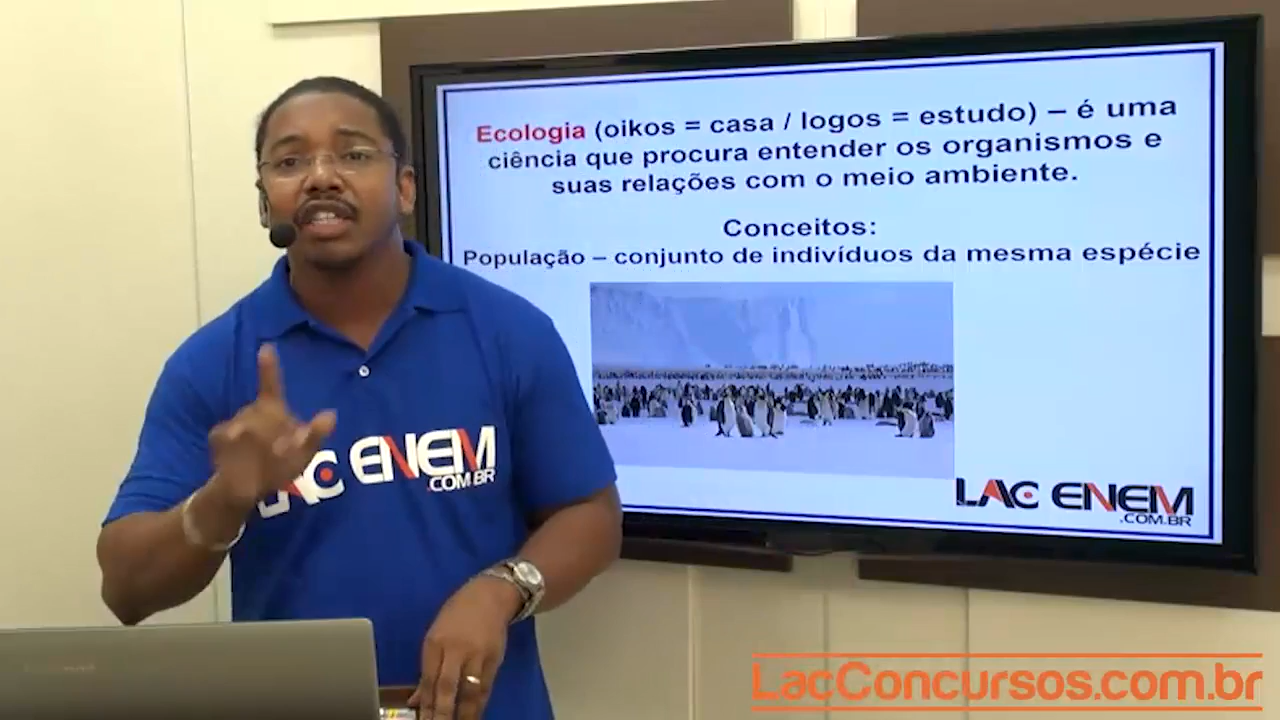 Ecologia (oikos = casa / logos = estudo) – é uma
ciência que procura entender os organismos e
suas relações com o meio ambiente.
Conceitos:
População – conjunto de indivíduos da mesma espécie
LAC ENEM
.COM.BR
LAC ENEM
.COM.BR
LacConcursos.com.br